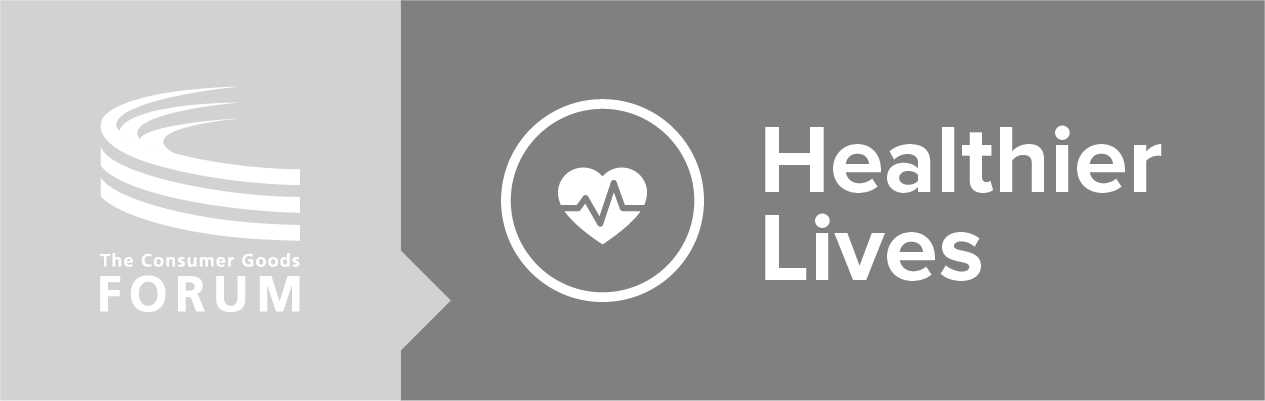 The Consumer Goods
FORUM
Healthier
Lives